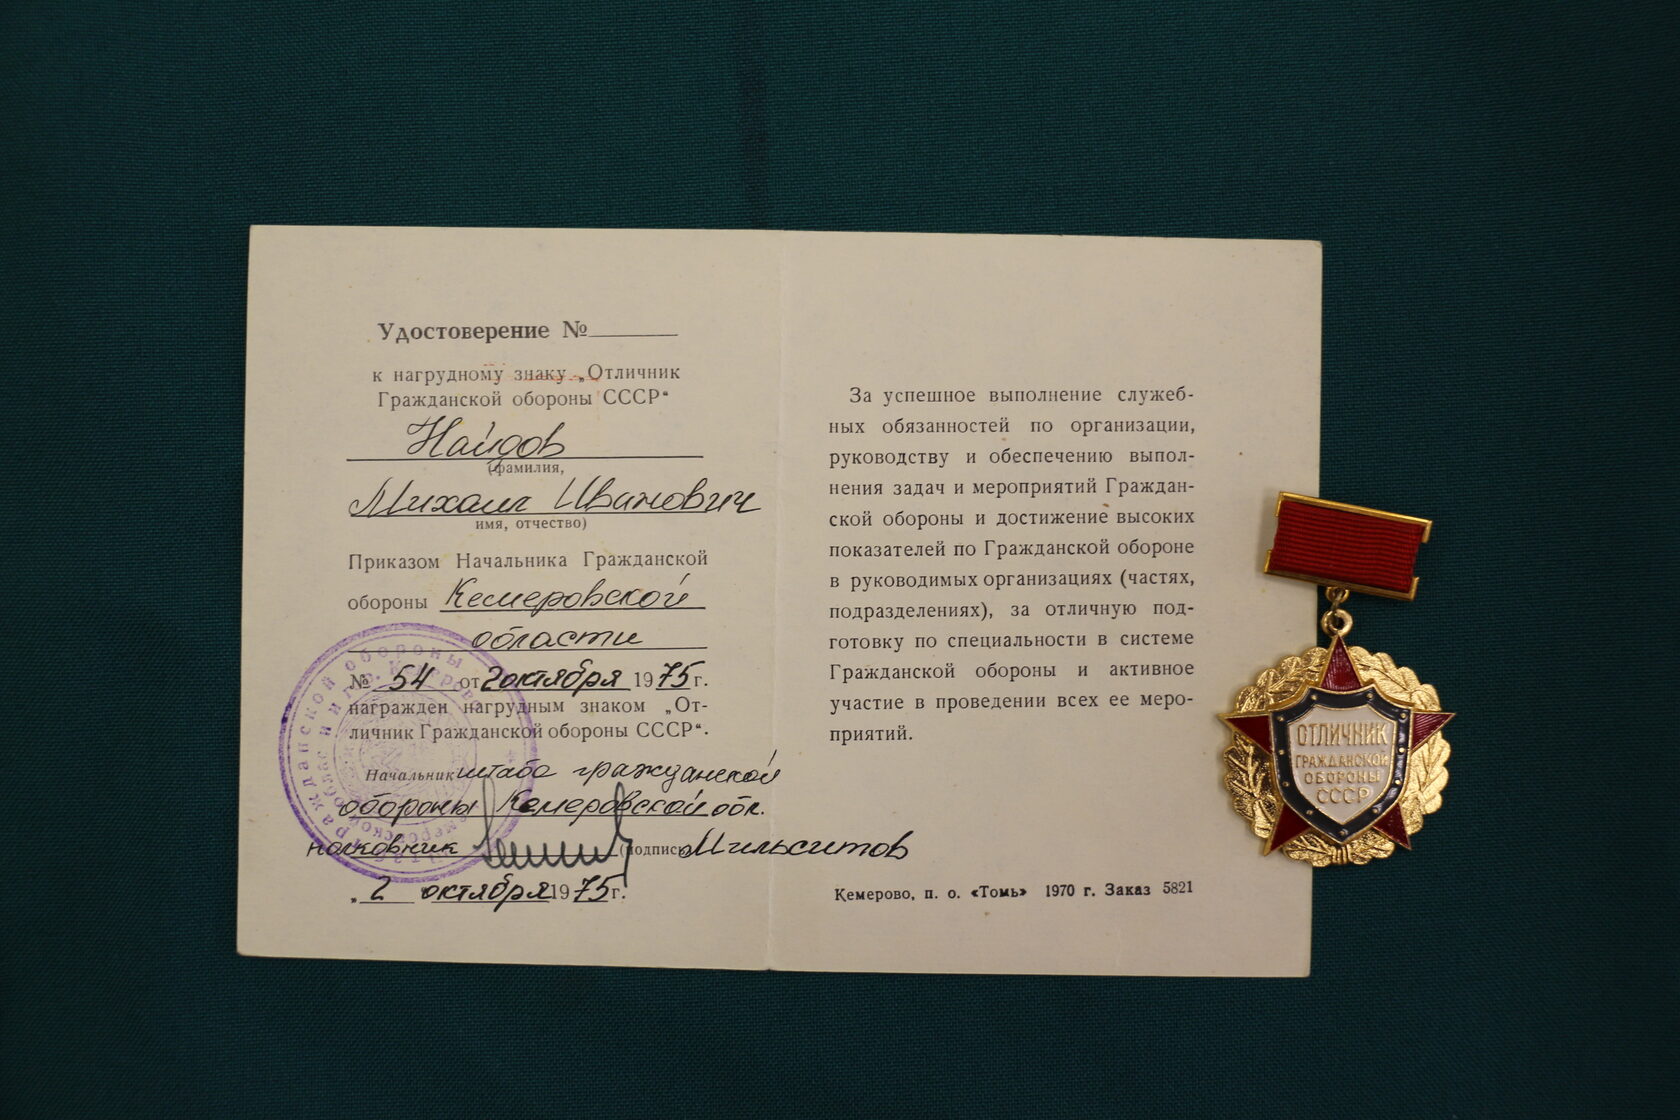 Удостоверение №
к нагрудному знаку „Отличник
Гражданской обороны СССР“
Найдов
(фамилия,
Михаил Иванович
имя, отчество)
Приказом Начальника Гражданской
обороны Кемеровской
области
№ 54 от 2 октября 1975 г.
награжден нагрудным знаком „От-
личник Гражданской обороны СССР“.
Начальник штаба гражданской
обороны Кемеровской обл.
полковник (подпись)
„2 октября 1975 г.
За успешное выполнение служеб-
ных обязанностей по организации,
руководству и обеспечению выпол-
нения задач и мероприятий Граждан-
ской обороны и достижение высоких
показателей по Гражданской обороне
в руководимых организациях (частях,
подразделениях), за отличную под-
готовку по специальности в системе
Гражданской обороны и активное
участие в проведении всех ее меро-
приятий.
Кемерово, п. о. «Томь» 1970 г. Заказ 5821
ОТЛИЧНИК
ГРАЖДАНСКОЙ
ОБОРОНЫ
СССР